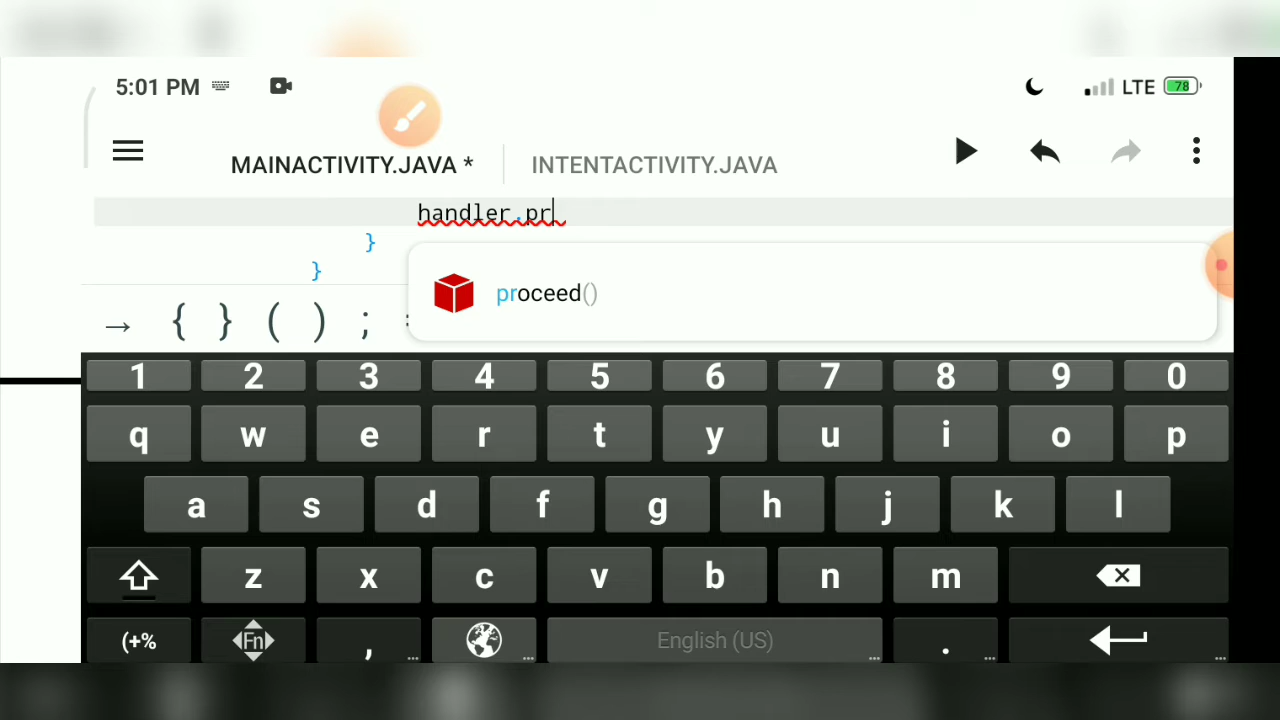 5:01 PM LTE 78
MAINACTIVITY.JAVA * INTENTACTIVITY.JAVA
handler.pr
}
}
proceed()
→ { } ( ) ;
1 2 3 4 5 6 7 8 9 0
q w e r t y u i o p
a s d f g h j k l
z x c v b n m
(+% Fn , ... ... English (US) ... . ... ...